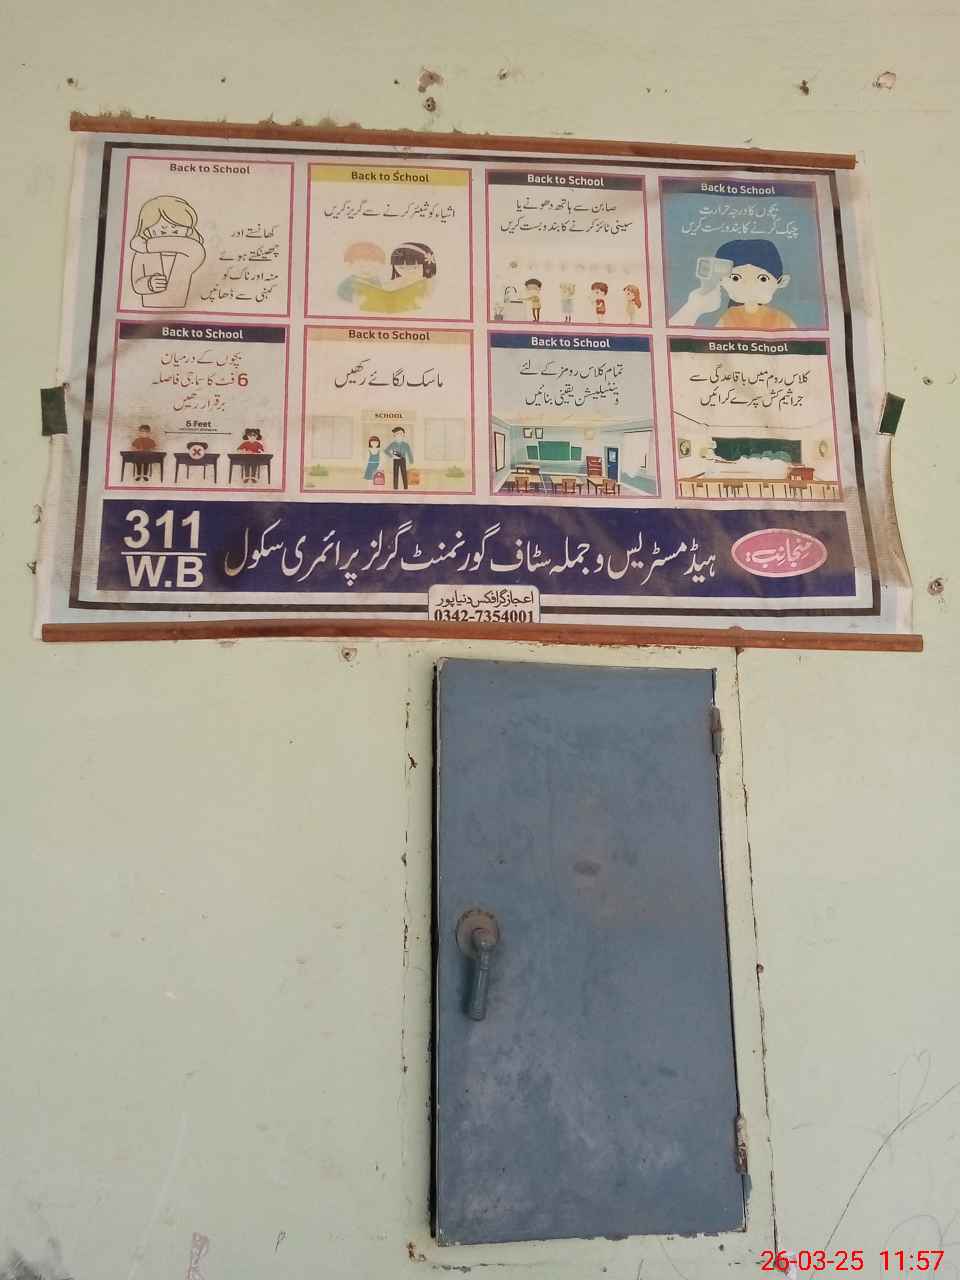 Back to School
کھانستے اور
چھینکتے ہوئے
منہ اور ناک کو
کہنی سے ڈھانپیں
Back to School
اشیاء کو شیئر کرنے سے گریز کریں
Back to School
صابن سے ہاتھ دھونے یا
سینی ٹائز کرنے کا بندوبست کریں
Back to School
بچوں کا درجہ حرارت
چیک کرنے کا بندوبست کریں
Back to School
بچوں کے درمیان
6 فٹ کا سماجی فاصلہ
برقرار رکھیں
6 Feet
Back to School
ماسک لگائے رکھیں
SCHOOL
Back to School
تمام کلاس رومز کے لئے
وینٹیلیشن یقینی بنائیں
Back to School
کلاس روم میں باقاعدگی سے
جراثیم کش سپرے کرائیں
منجانب:
ہیڈ مسٹریس و جملہ سٹاف گورنمنٹ گرلز پرائمری سکول
311
W.B
اعجاز گرافکس دنیاپور
0342-7354001
26-03-25 11:57